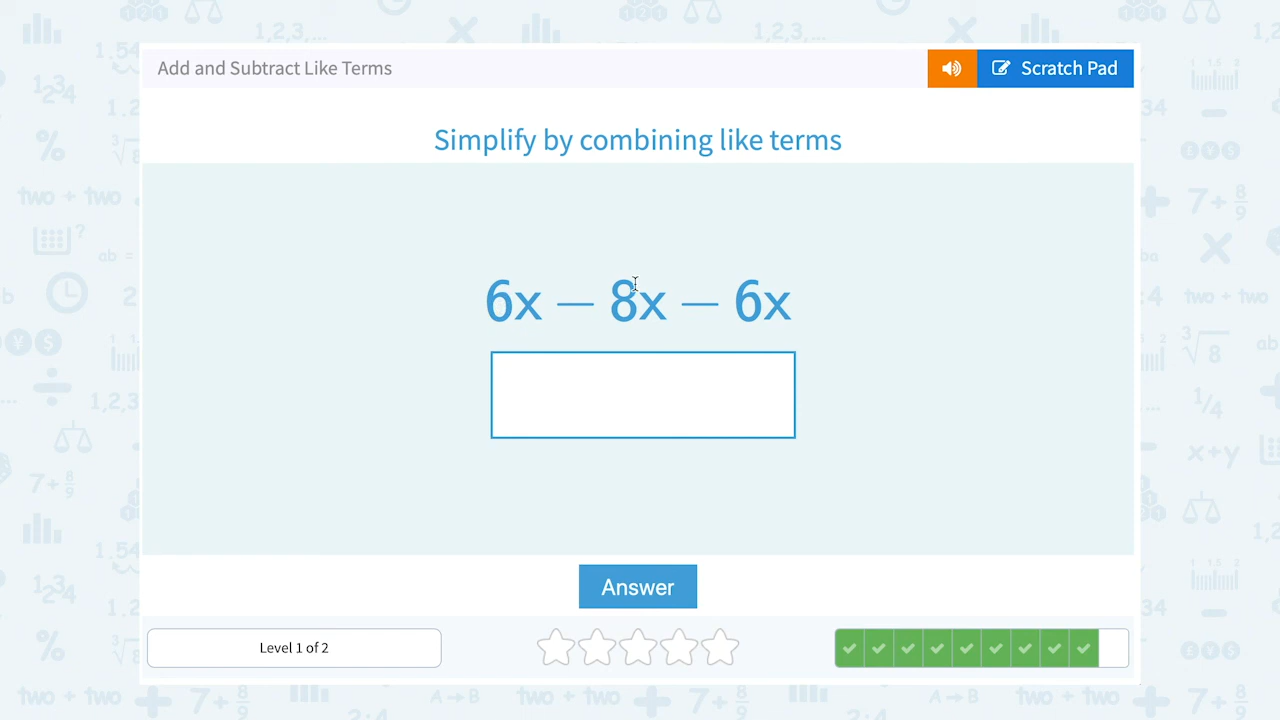 Add and Subtract Like Terms
Scratch Pad
Simplify by combining like terms
6x – 8x – 6x
Answer
Level 1 of 2